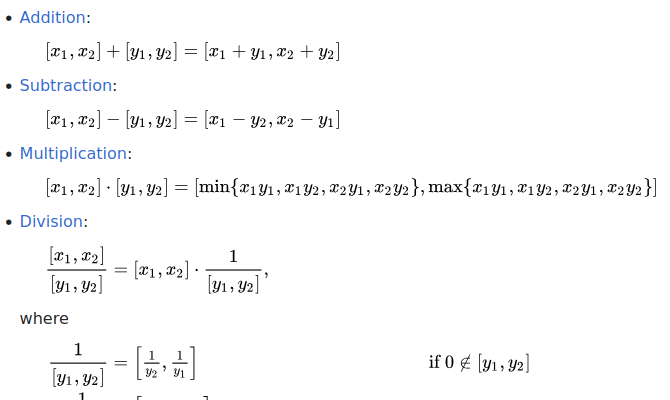 • Addition:
[x₁, x₂] + [y₁, y₂] = [x₁ + y₁, x₂ + y₂]
• Subtraction:
[x₁, x₂] − [y₁, y₂] = [x₁ − y₂, x₂ − y₁]
• Multiplication:
[x₁, x₂] · [y₁, y₂] = [min{x₁y₁, x₁y₂, x₂y₁, x₂y₂}, max{x₁y₁, x₁y₂, x₂y₁, x₂y₂}]
• Division:
[x₁, x₂] / [y₁, y₂] = [x₁, x₂] · 1 / [y₁, y₂],
where
1 / [y₁, y₂] = [1/y₂, 1/y₁] if 0 ∉ [y₁, y₂]
1